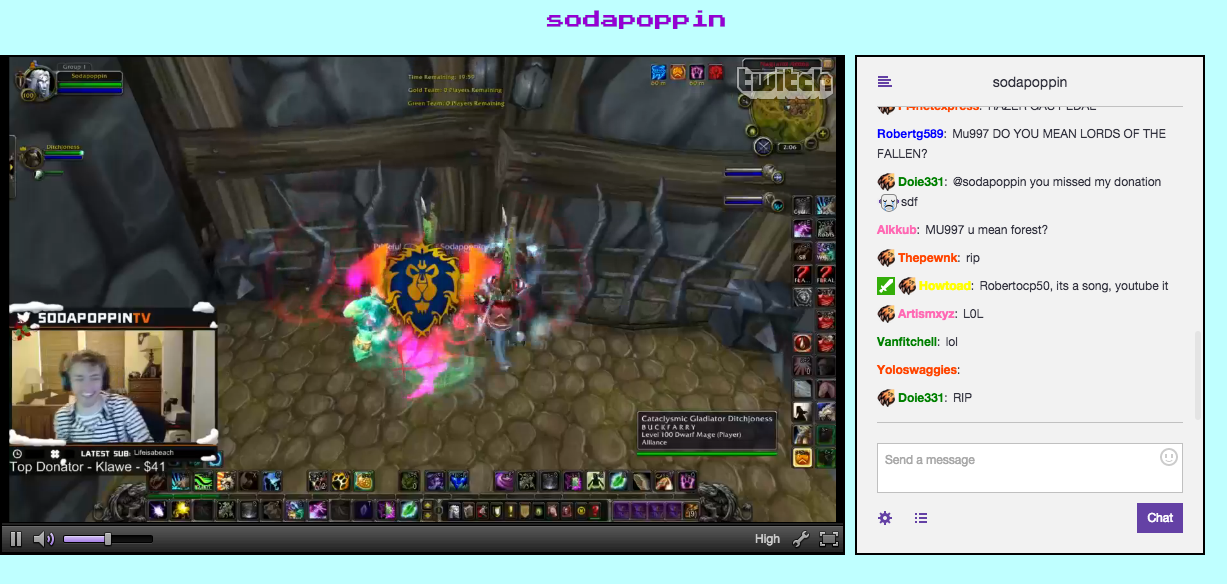 sodapoppin
Group 1
Sodapoppin
100
Time Remaining: 19:59
Gold Team: 0 Players Remaining
Green Team: 0 Players Remaining
twitch
Ditchjoness
2:06
Sodapoppin
SODAPOPPINTV
LATEST SUB: Lifeisabeach
Top Donator - Klawe - $41
Cataclysmic Gladiator Ditchjoness
BUCKFARRY
Level 100 Dwarf Mage (Player)
Alliance
High
sodapoppin
Robertg589: Mu997 DO YOU MEAN LORDS OF THE
FALLEN?
Doie331: @sodapoppin you missed my donation
sdf
Alkkub: MU997 u mean forest?
Thepewnk: rip
Howtoad: Robertocp50, its a song, youtube it
Artismxyz: L0L
Vanfitchell: lol
Yoloswaggies:
Doie331: RIP
Send a message
Chat